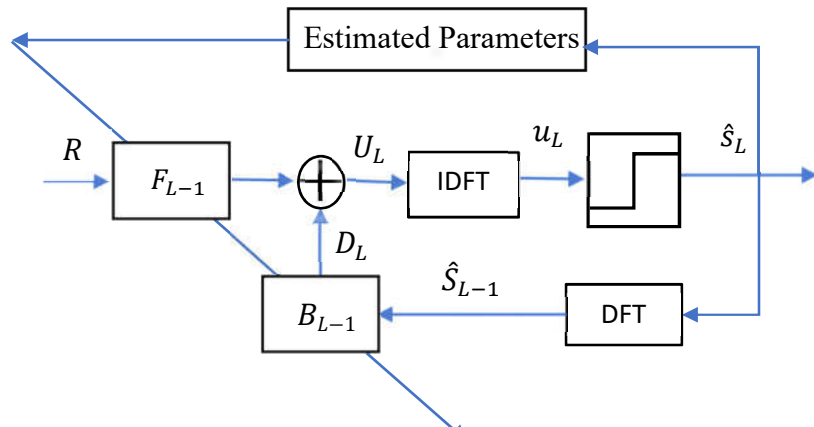 Estimated Parameters
R
F_{L-1}
U_L
IDFT
u_L
ŝ_L
D_L
B_{L-1}
Ŝ_{L-1}
DFT